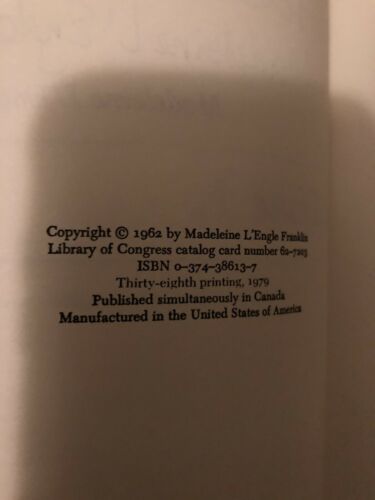 Copyright © 1962 by Madeleine L'Engle Franklin
Library of Congress catalog card number 62-7203
ISBN 0-374-38613-7
Thirty-eighth printing, 1979
Published simultaneously in Canada
Manufactured in the United States of America